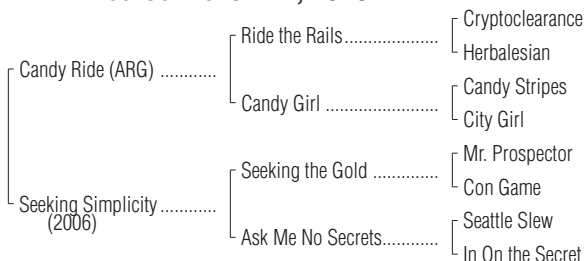 Cryptoclearance
Ride the Rails....................
Herbalesian
Candy Ride (ARG) ............
Candy Stripes
Candy Girl ........................
City Girl
Mr. Prospector
Seeking the Gold .................
Con Game
Seeking Simplicity ............
(2006)
Seattle Slew
Ask Me No Secrets............
In On the Secret